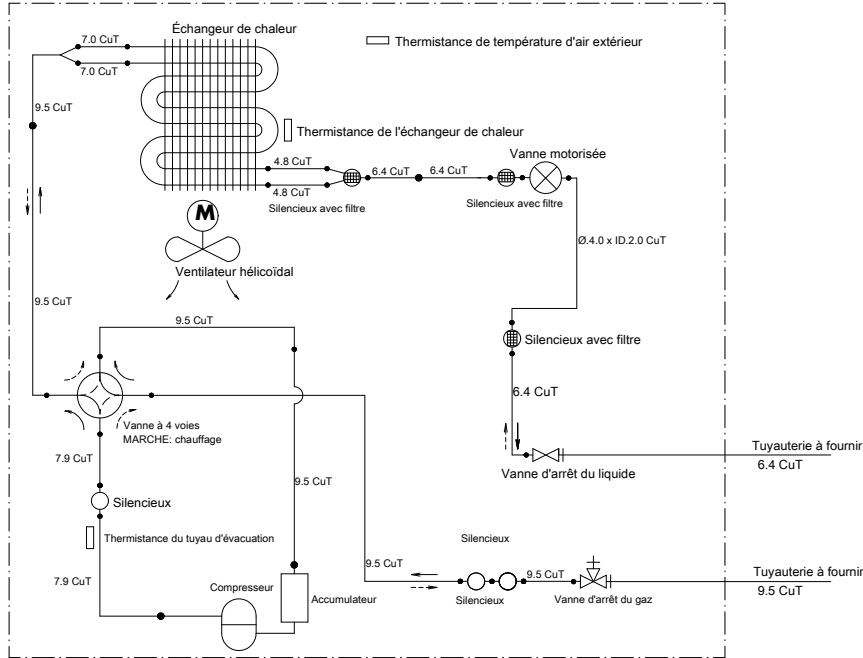 Échangeur de chaleur
7.0 CuT
7.0 CuT
Thermistance de température d'air extérieur
9.5 CuT
Thermistance de l'échangeur de chaleur
4.8 CuT
4.8 CuT
Silencieux avec filtre
6.4 CuT
6.4 CuT
Vanne motorisée
Silencieux avec filtre
M
Ventilateur hélicoïdal
Ø.4.0 x ID.2.0 CuT
9.5 CuT
9.5 CuT
Silencieux avec filtre
6.4 CuT
Vanne à 4 voies
MARCHE: chauffage
7.9 CuT
Vanne d'arrêt du liquide
Tuyauterie à fournir
6.4 CuT
9.5 CuT
Silencieux
Thermistance du tuyau d'évacuation
Silencieux
7.9 CuT
Compresseur
Accumulateur
9.5 CuT
Silencieux
9.5 CuT
Vanne d'arrêt du gaz
Tuyauterie à fournir
9.5 CuT